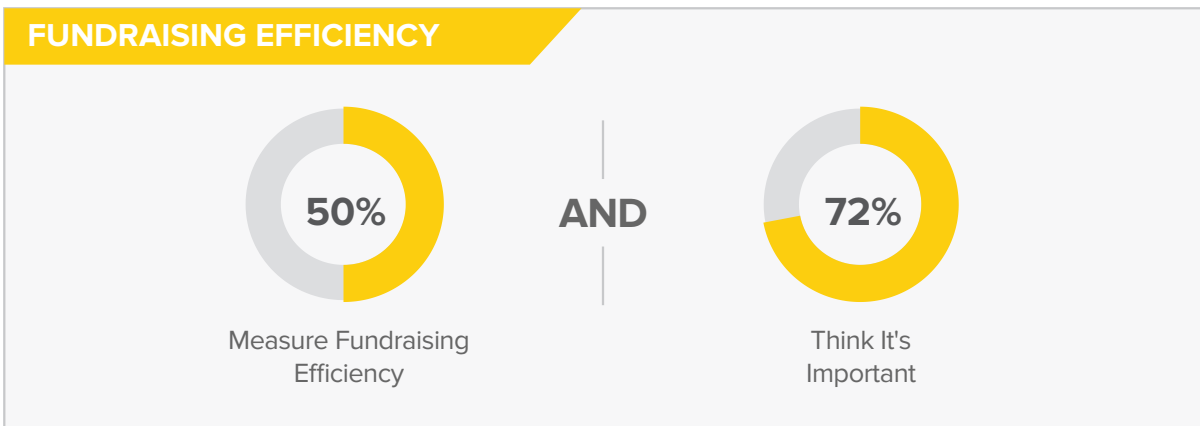 FUNDRAISING EFFICIENCY
50%
AND
72%
Measure Fundraising
Efficiency
Think It's
Important